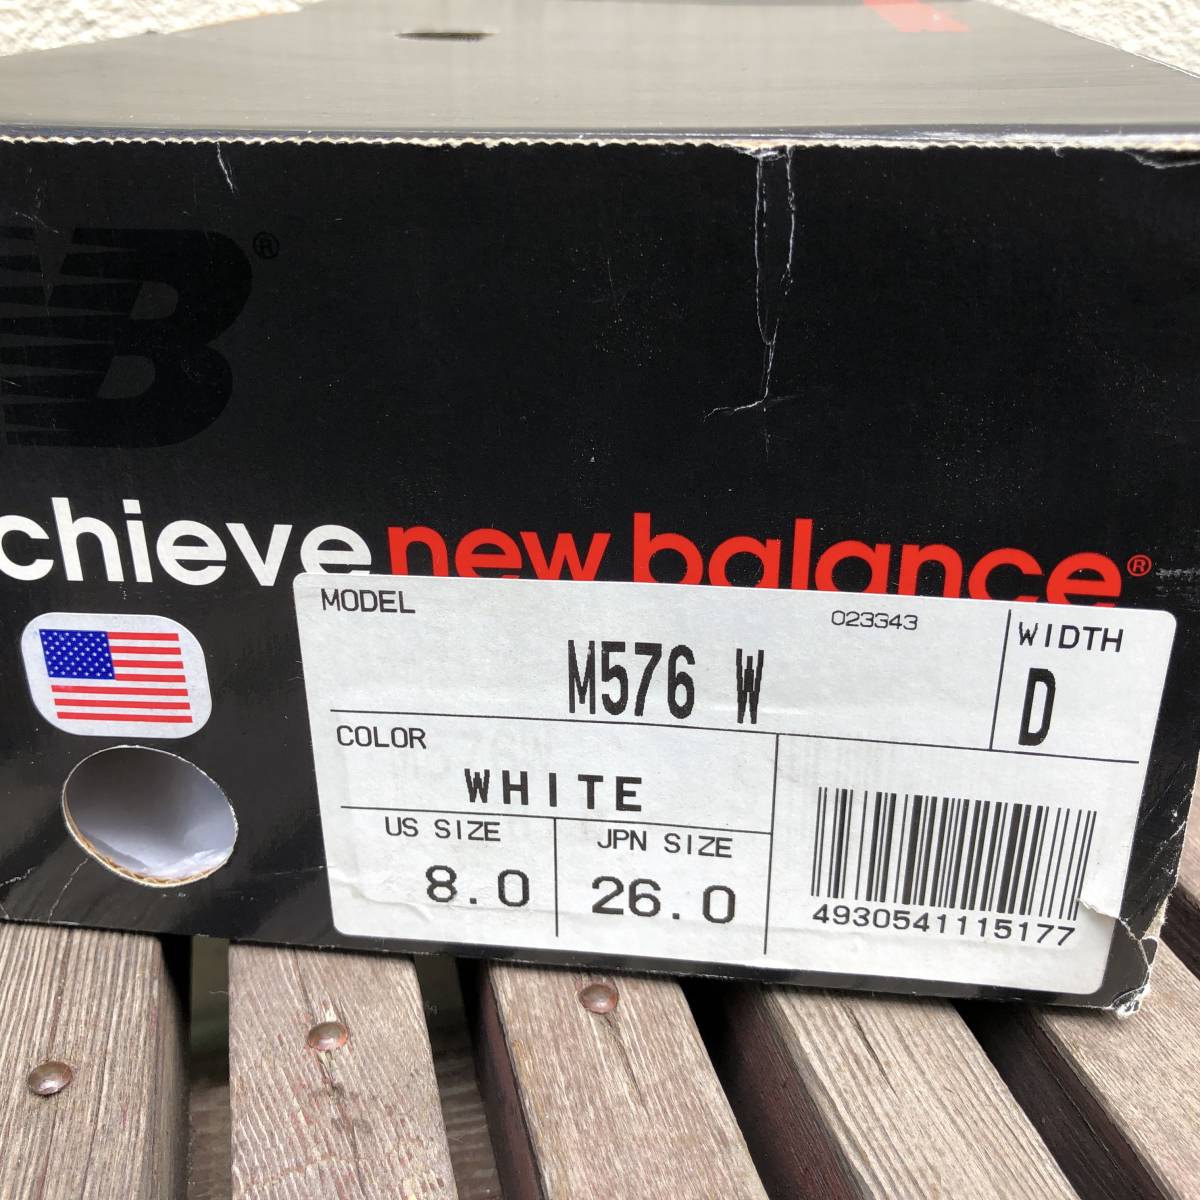 B®
chieve new balance®
MODEL
023343
M576 W
WIDTH
D
COLOR
WHITE
US SIZE
8.0
JPN SIZE
26.0
4930541115177